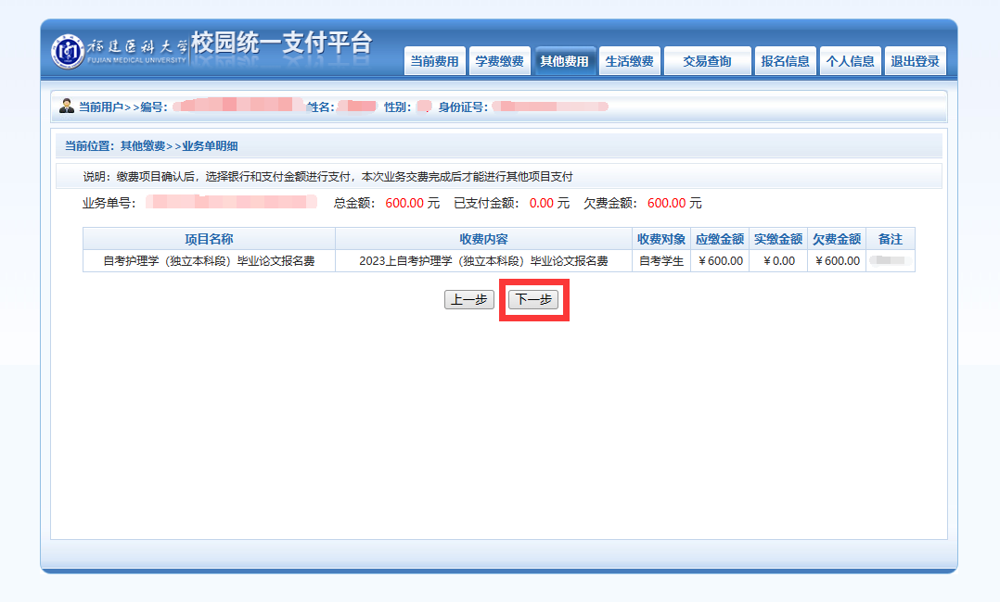 福建医科大学
FUJIAN MEDICAL UNIVERSITY
校园统一支付平台
当前费用 学费缴费 其他费用 生活缴费 交易查询 报名信息 个人信息 退出登录
当前用户>>编号： 姓名： 性别： 身份证号：
当前位置：其他缴费>>业务单明细
说明：缴费项目确认后，选择银行和支付金额进行支付，本次业务交费完成后才能进行其他项目支付
业务单号： 总金额： 600.00 元 已支付金额： 0.00 元 欠费金额： 600.00 元
项目名称 收费内容 收费对象 应缴金额 实缴金额 欠费金额 备注
自考护理学（独立本科段）毕业论文报名费 2023上自考护理学（独立本科段）毕业论文报名费 自考学生 ￥600.00 ￥0.00 ￥600.00
上一步 下一步